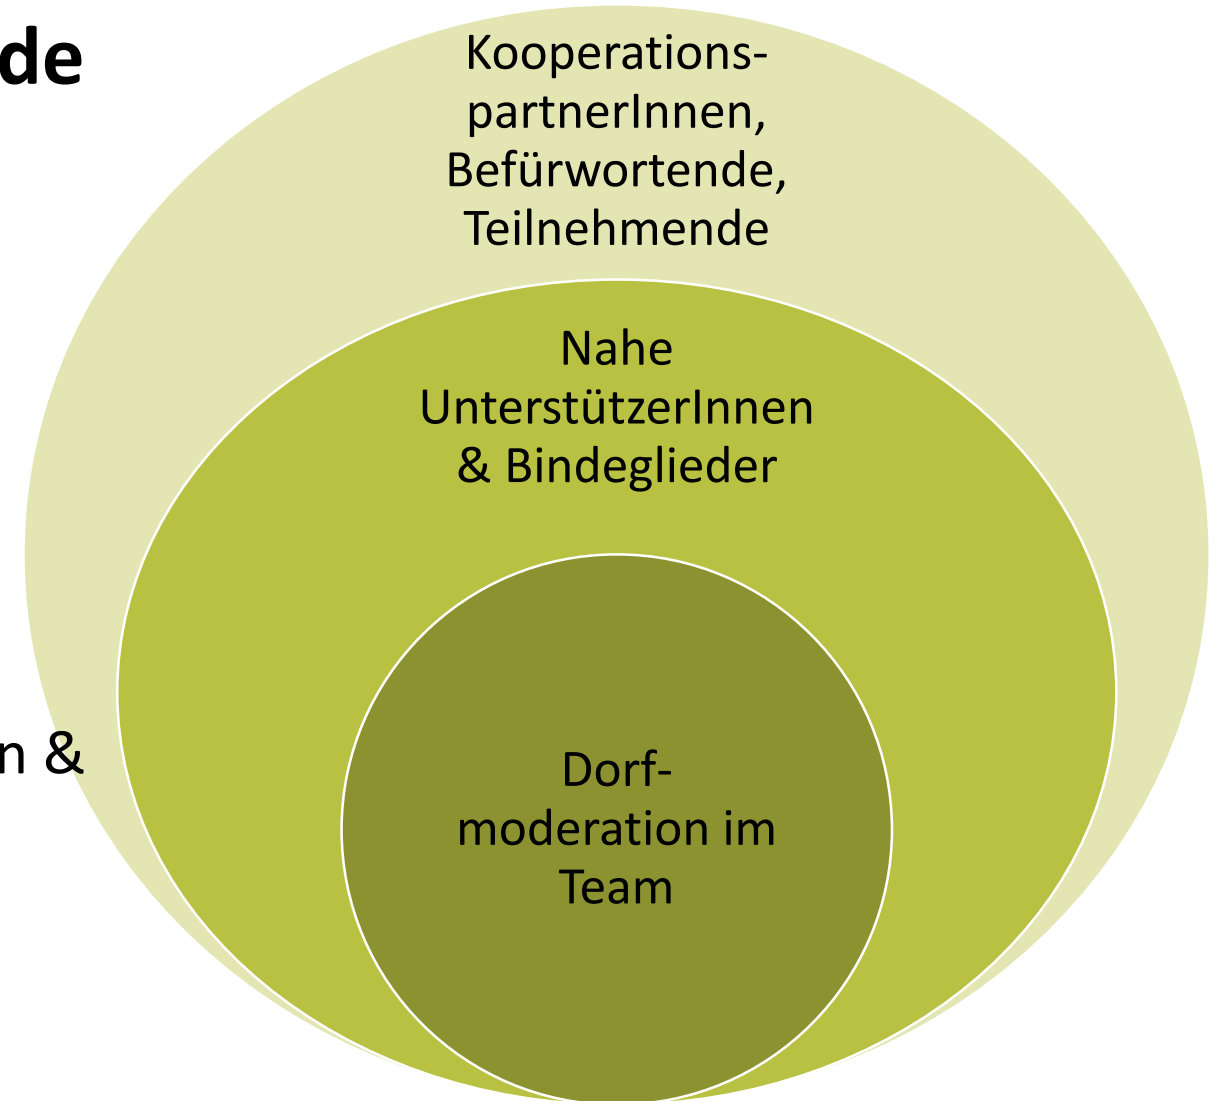 de
Kooperations-
partnerInnen,
Befürwortende,
Teilnehmende
Nahe
UnterstützerInnen
& Bindeglieder
n &
Dorf-
moderation im
Team